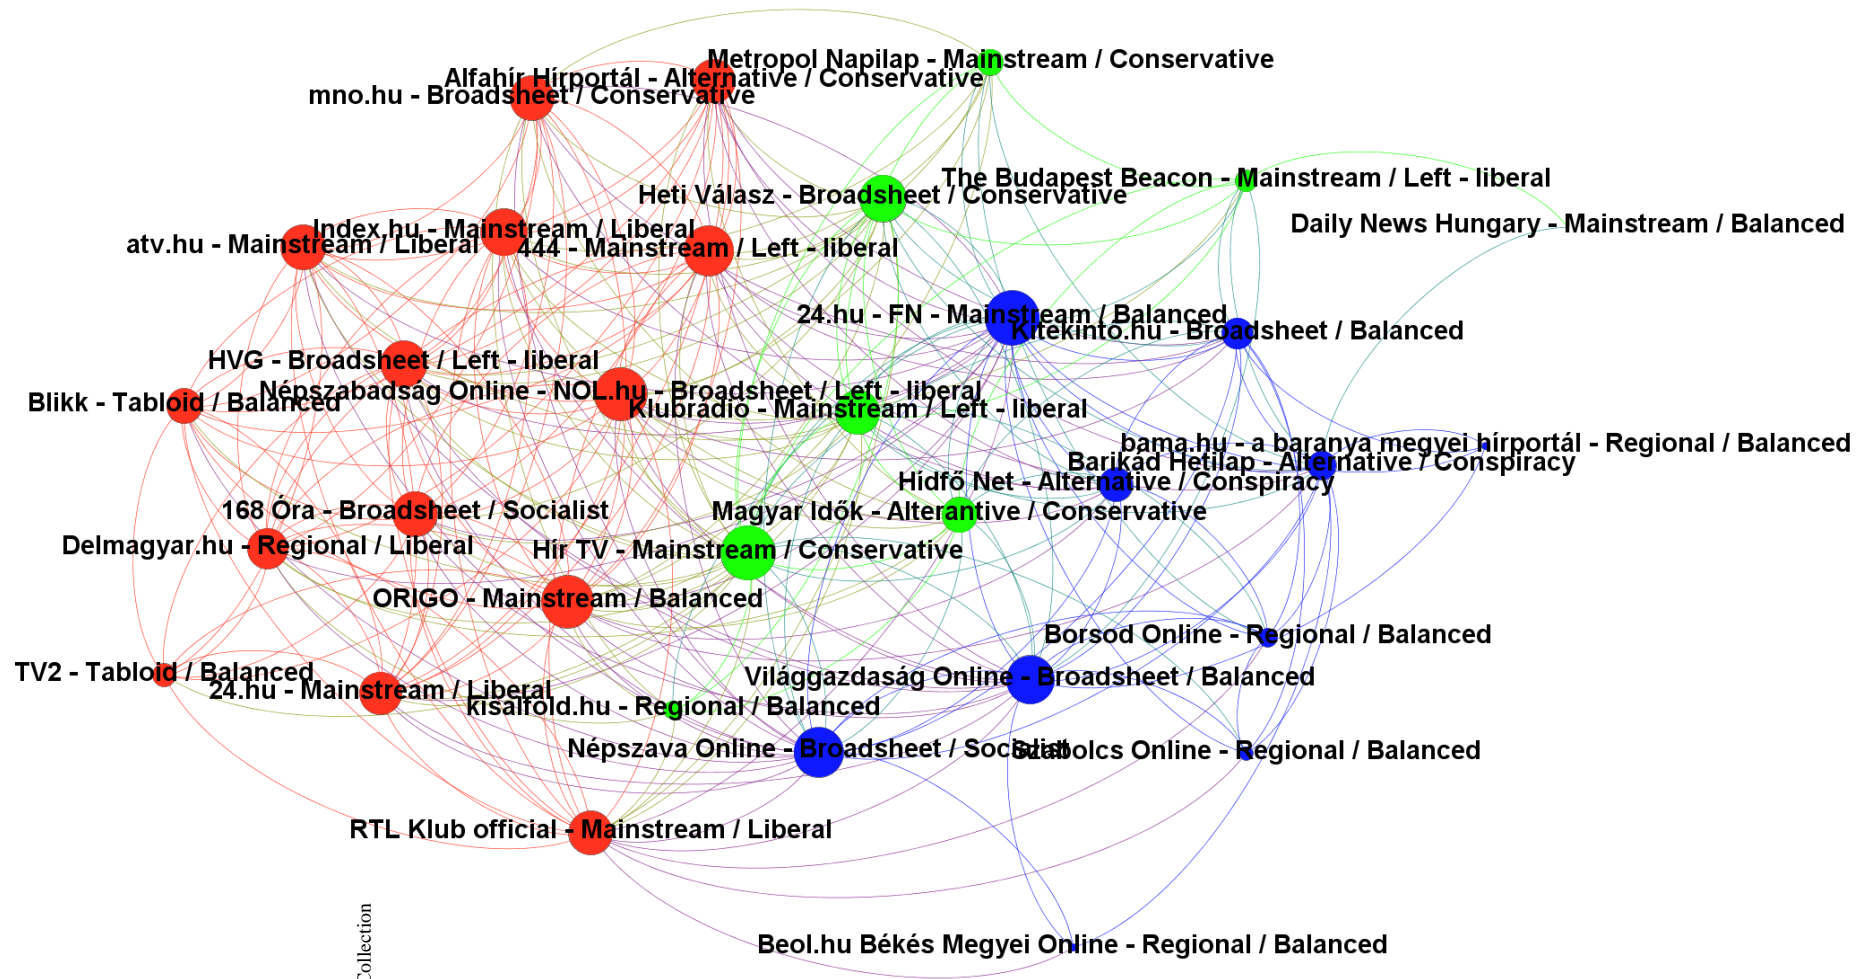 Metropol Napilap - Mainstream / Conservative
Alfahír Hírportál - Alternative / Conservative
mno.hu - Broadsheet / Conservative
The Budapest Beacon - Mainstream / Left - liberal
Heti Válasz - Broadsheet / Conservative
Daily News Hungary - Mainstream / Balanced
Index.hu - Mainstream / Liberal
atv.hu - Mainstream / Liberal
444 - Mainstream / Left - liberal
24.hu - FN - Mainstream / Balanced
Kitekintő.hu - Broadsheet / Balanced
HVG - Broadsheet / Left - liberal
Népszabadság Online - NOL.hu - Broadsheet / Left - liberal
Blikk - Tabloid / Balanced
Klubrádió - Mainstream / Left - liberal
bama.hu - a baranya megyei hírportál - Regional / Balanced
Barikád Hetilap - Alternative / Conspiracy
Hídfő Net - Alternative / Conspiracy
168 Óra - Broadsheet / Socialist
Magyar Idők - Alterantive / Conservative
Delmagyar.hu - Regional / Liberal
Hír TV - Mainstream / Conservative
ORIGO - Mainstream / Balanced
Borsod Online - Regional / Balanced
TV2 - Tabloid / Balanced
Világgazdaság Online - Broadsheet / Balanced
24.hu - Mainstream / Liberal
kisalfold.hu - Regional / Balanced
Népszava Online - Broadsheet / Socialist
Szabolcs Online - Regional / Balanced
RTL Klub official - Mainstream / Liberal
Beol.hu Békés Megyei Online - Regional / Balanced
Collection